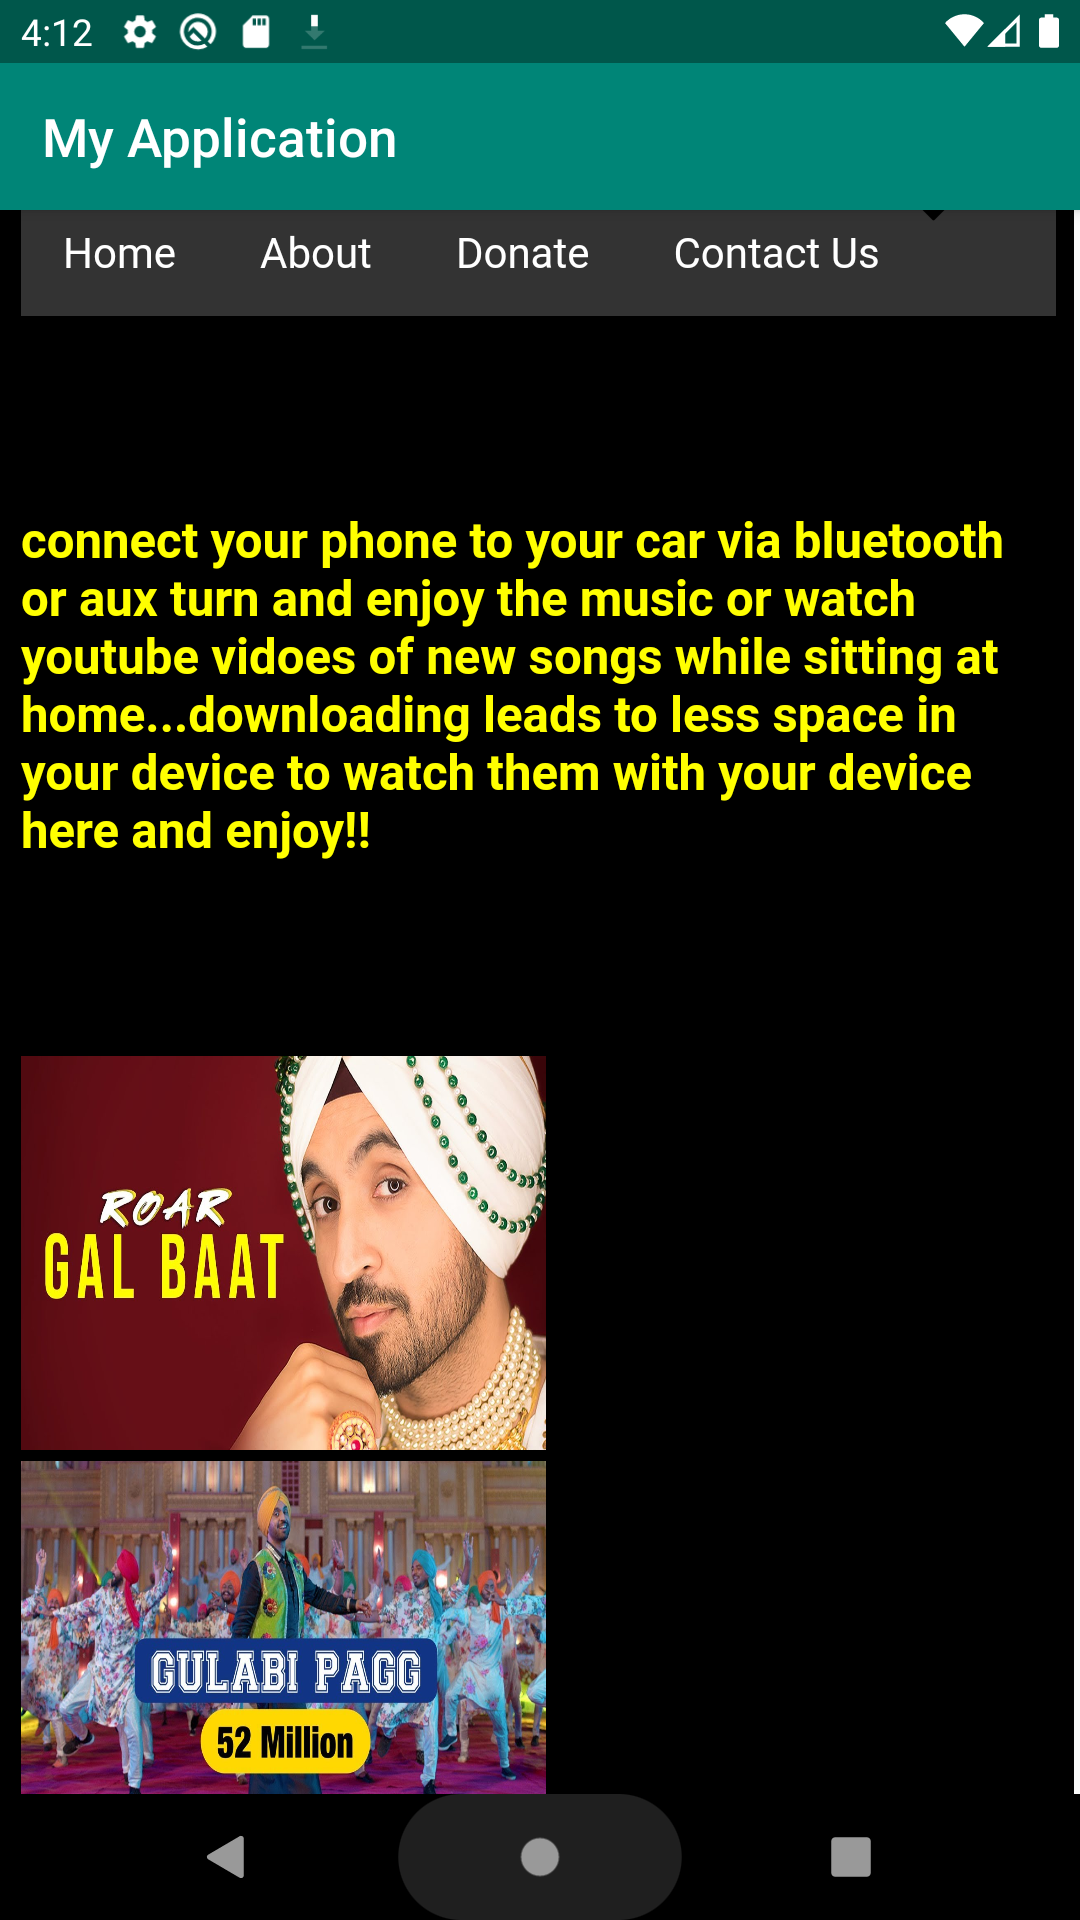 4:12
My Application
Home About Donate Contact Us
connect your phone to your car via bluetooth
or aux turn and enjoy the music or watch
youtube vidoes of new songs while sitting at
home...downloading leads to less space in
your device to watch them with your device
here and enjoy!!
ROAR
GAL BAAT
GULABI PAGG
52 Million